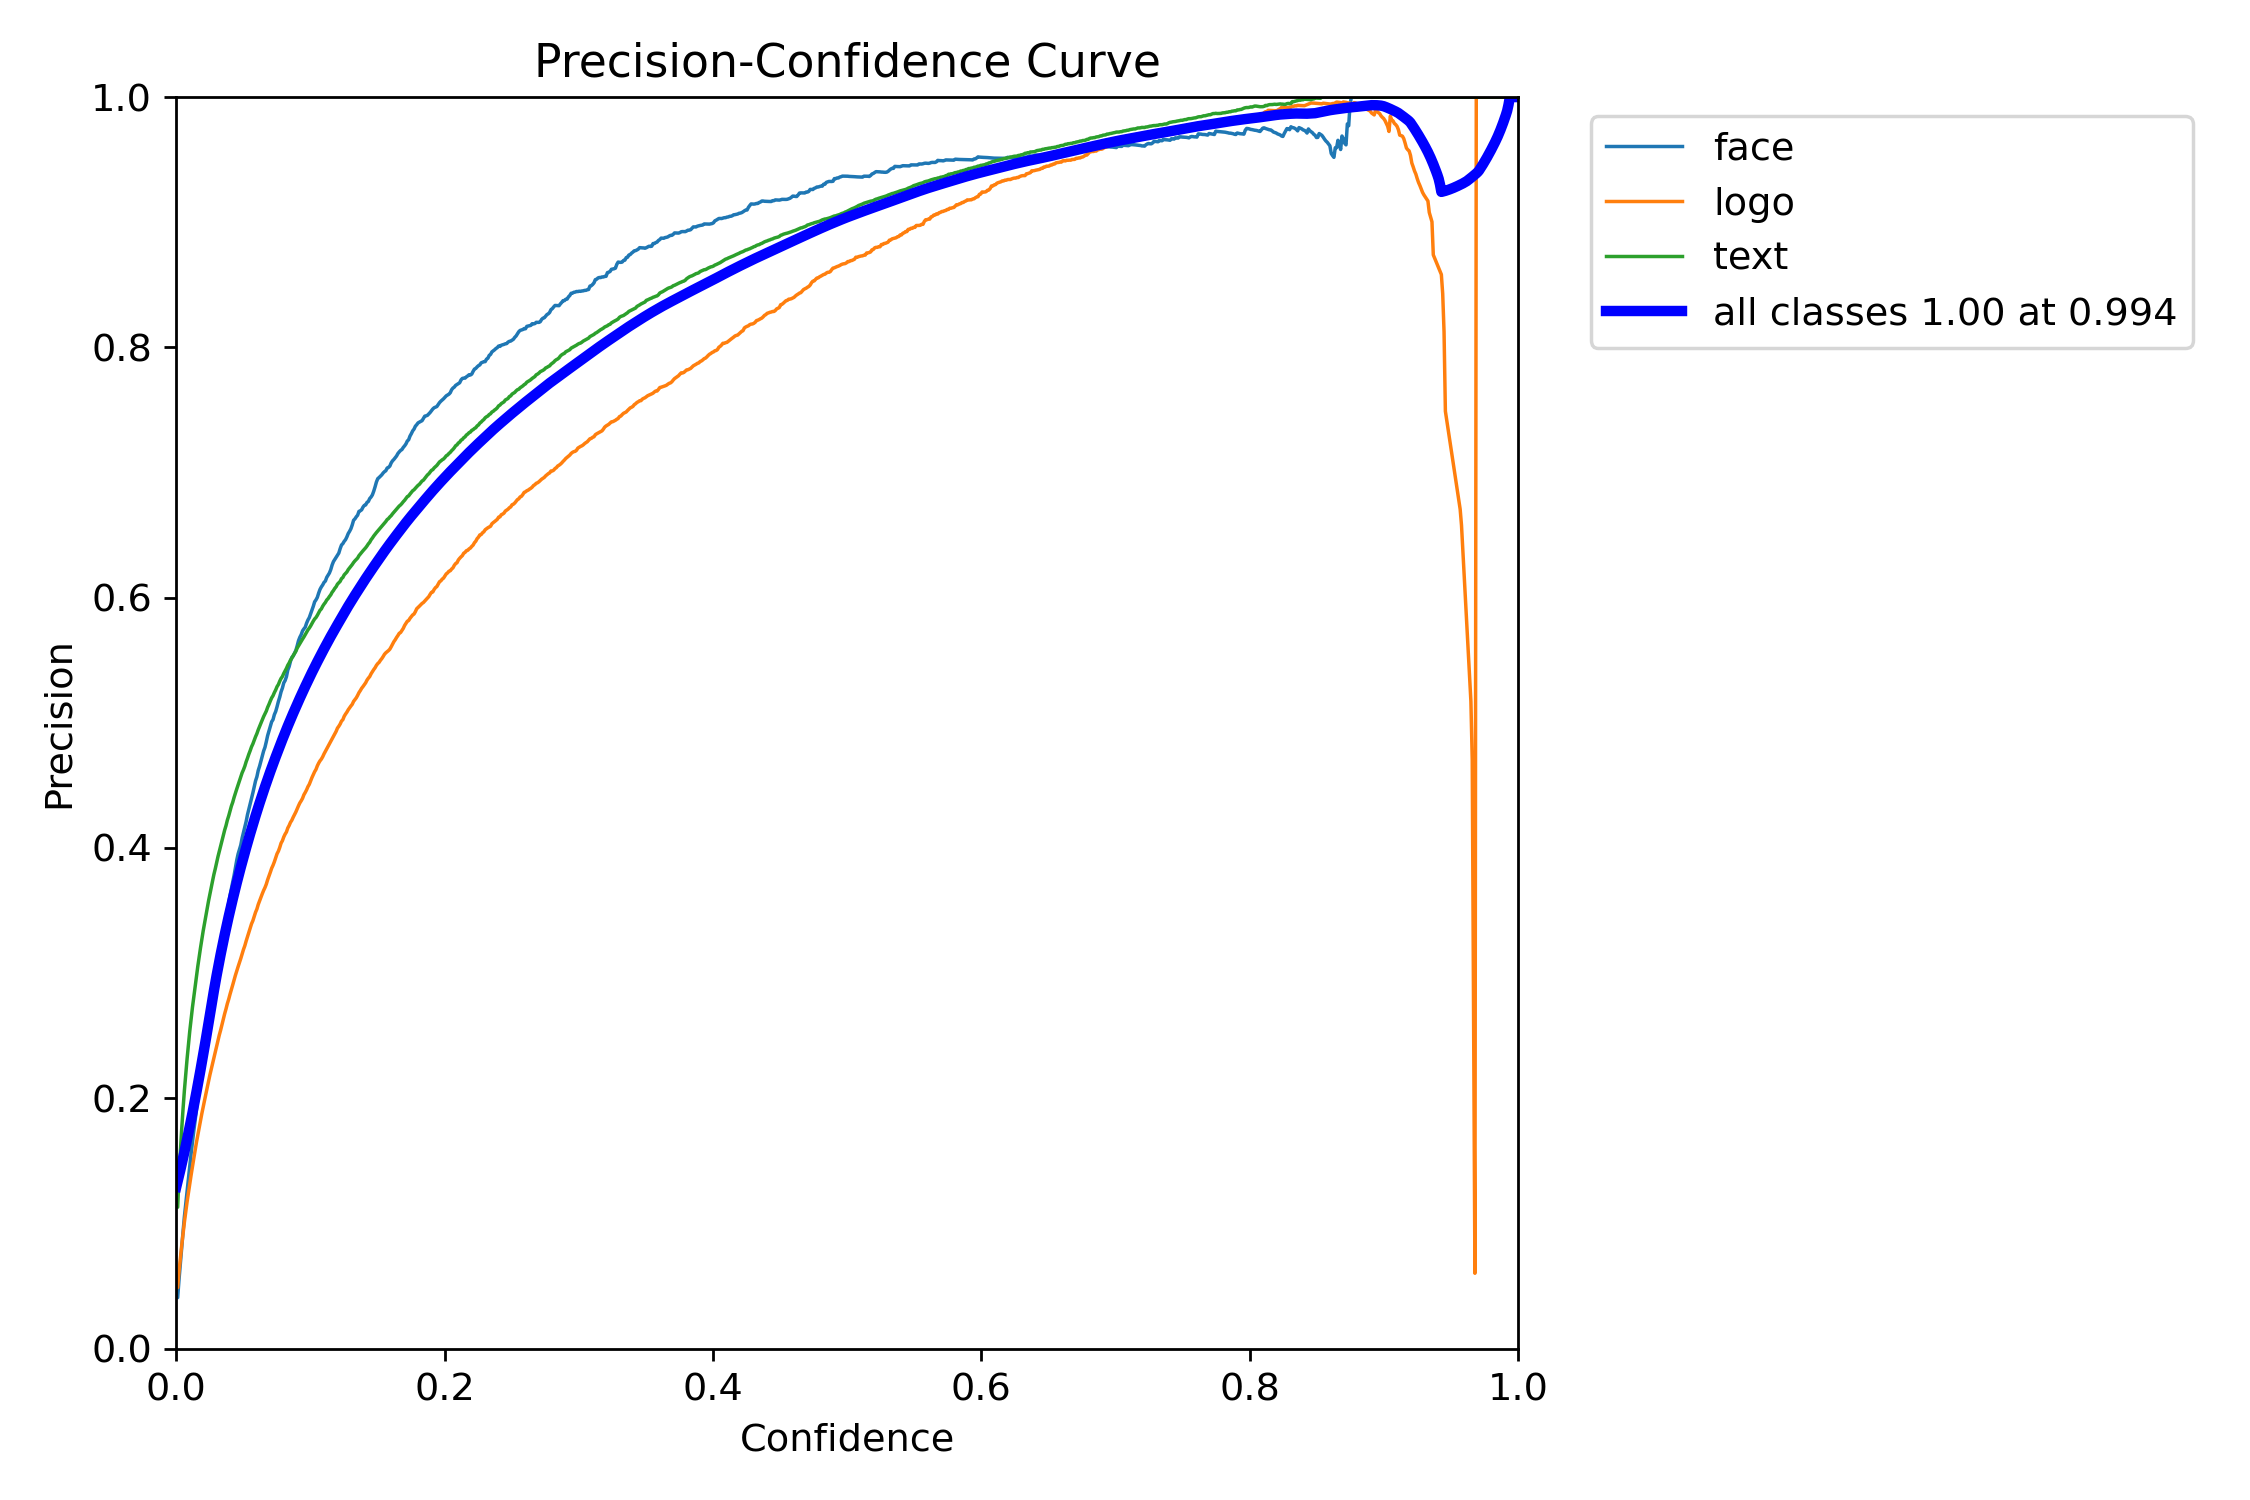 Precision-Confidence Curve
1.0
0.8
0.6
0.4
0.2
0.0
Precision
0.0 0.2 0.4 0.6 0.8 1.0
Confidence
face
logo
text
all classes 1.00 at 0.994